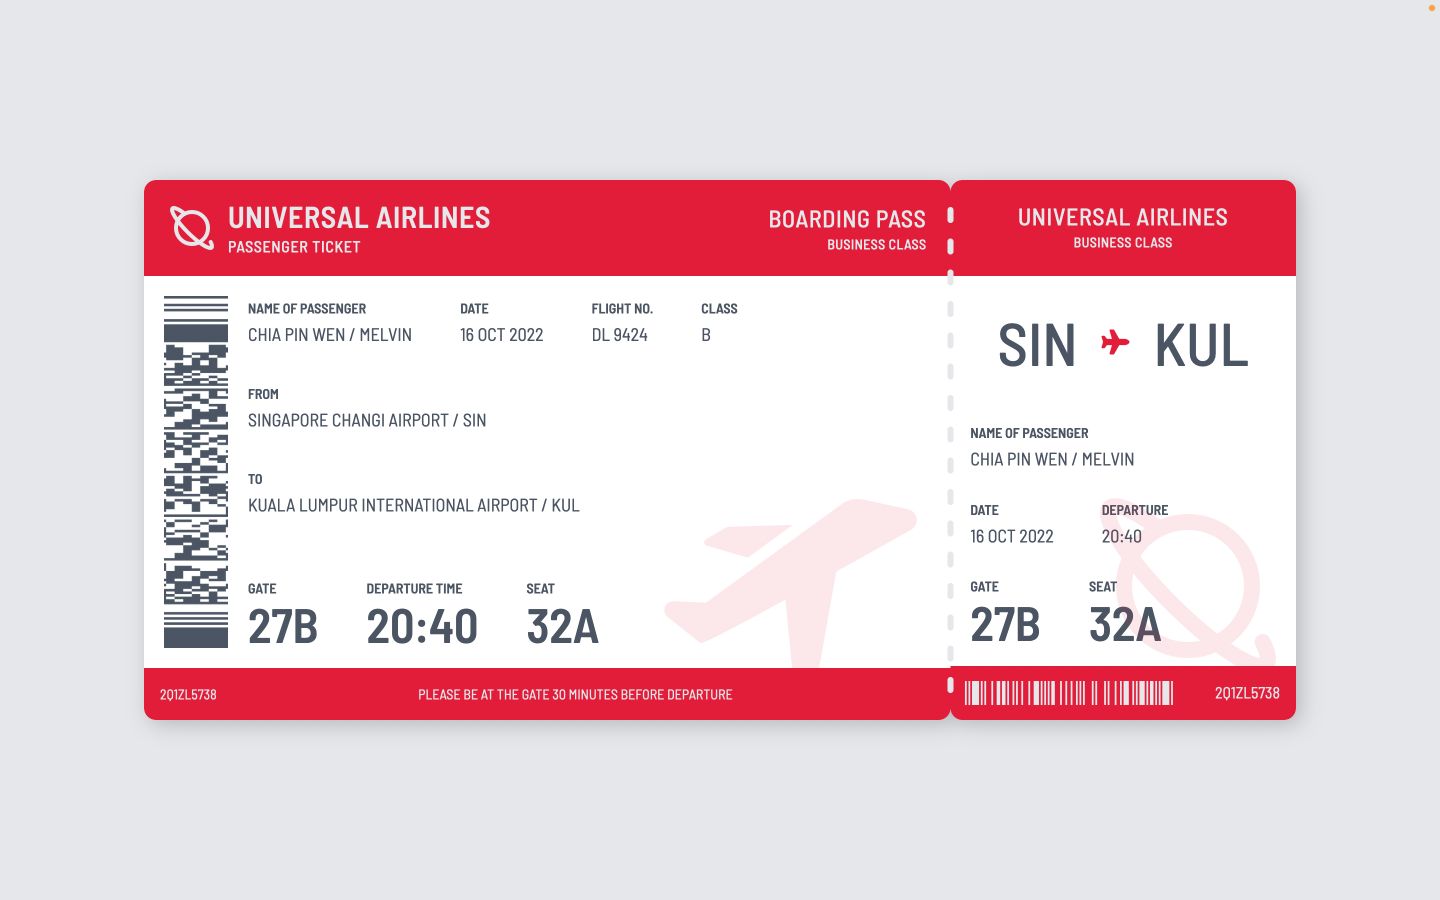 UNIVERSAL AIRLINES
PASSENGER TICKET
BOARDING PASS
BUSINESS CLASS
NAME OF PASSENGER DATE FLIGHT NO. CLASS
CHIA PIN WEN / MELVIN 16 OCT 2022 DL 9424 B
FROM
SINGAPORE CHANGI AIRPORT / SIN
TO
KUALA LUMPUR INTERNATIONAL AIRPORT / KUL
GATE DEPARTURE TIME SEAT
27B 20:40 32A
2Q1ZL5738 PLEASE BE AT THE GATE 30 MINUTES BEFORE DEPARTURE
UNIVERSAL AIRLINES
BUSINESS CLASS
SIN KUL
NAME OF PASSENGER
CHIA PIN WEN / MELVIN
DATE DEPARTURE
16 OCT 2022 20:40
GATE SEAT
27B 32A
2Q1ZL5738